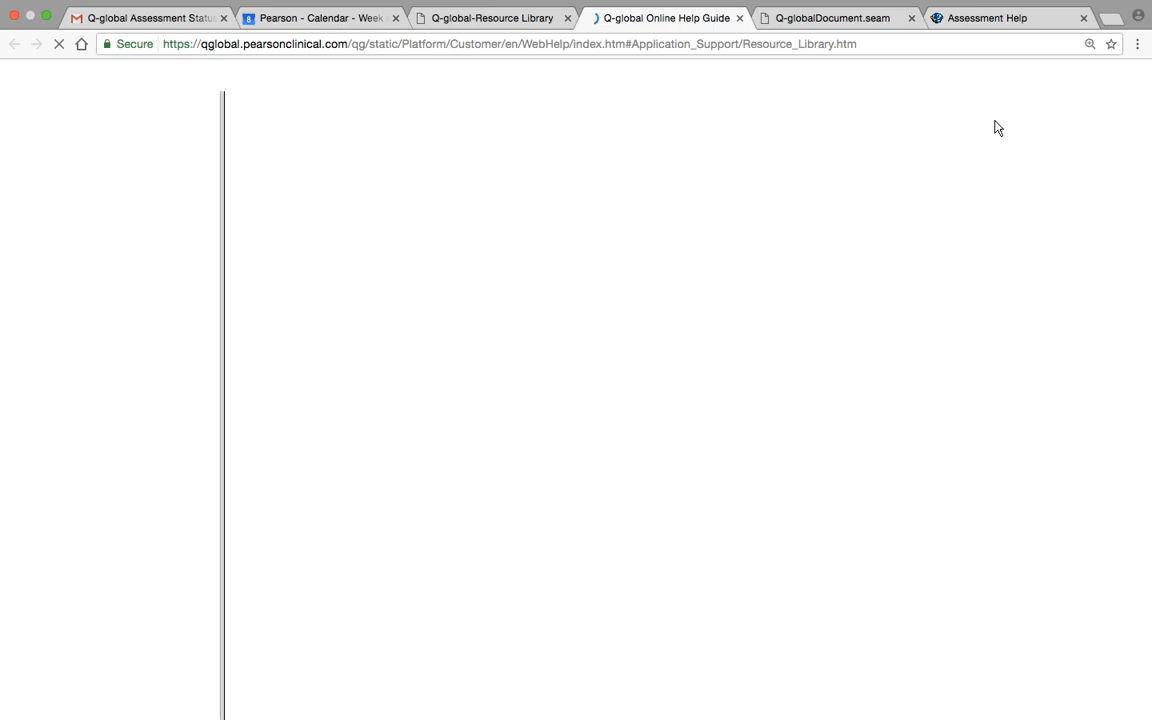 Q-global Assessment Status
Pearson - Calendar - Week
Q-global-Resource Library
Q-global Online Help Guide
Q-globalDocument.seam
Assessment Help
Secure
https://qglobal.pearsonclinical.com/qg/static/Platform/Customer/en/WebHelp/index.htm#Application_Support/Resource_Library.htm